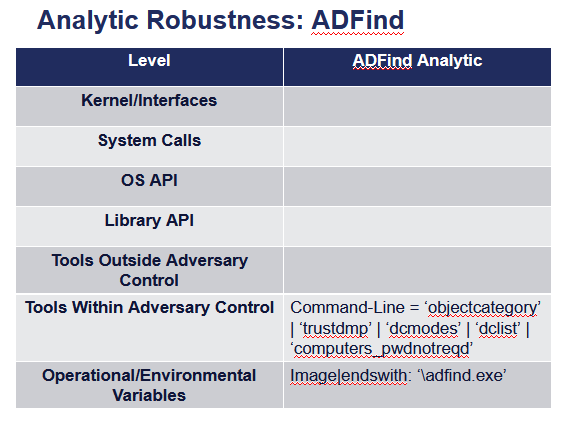 Analytic Robustness: ADFind
Level
ADFind Analytic
Kernel/Interfaces
System Calls
OS API
Library API
Tools Outside Adversary
Control
Tools Within Adversary Control
Command-Line = ‘objectcategory’
| ‘trustdmp’ | ‘dcmodes’ | ‘dclist’ |
‘computers_pwdnotreqd’
Operational/Environmental
Variables
Image|endswith: ‘\adfind.exe’